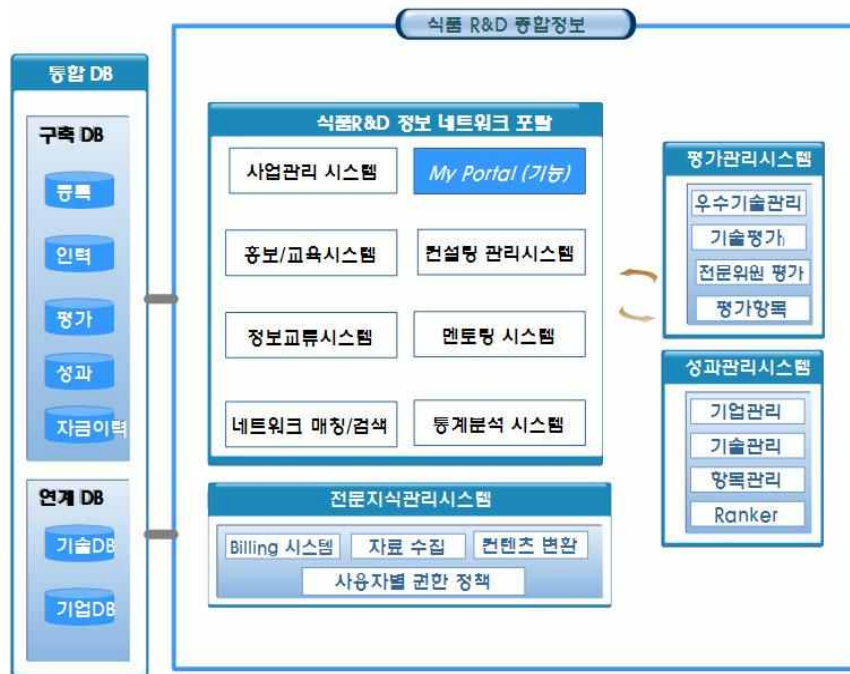 식품 R&D 종합정보
통합 DB
구축 DB
등록
인력
평가
성과
자금이력
연계 DB
기술DB
기업DB
식품R&D 정보 네트워크 포탈
사업관리 시스템
My Portal (기능)
홍보/교육시스템
컨설팅 관리시스템
정보교류시스템
멘토링 시스템
네트워크 매칭/검색
통계분석 시스템
전문지식관리시스템
Billing 시스템
자료 수집
컨텐츠 변환
사용자별 권한 정책
평가관리시스템
우수기술관리
기술평가
전문위원 평가
평가항목
성과관리시스템
기업관리
기술관리
항목관리
Ranker